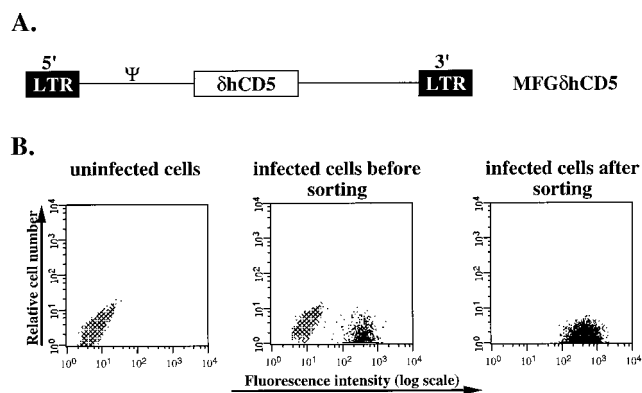 A.
5'
LTR
Ψ
δhCD5
3'
LTR
MFGδhCD5
B.
uninfected cells
infected cells before
sorting
infected cells after
sorting
Relative cell number
10⁴
10³
10²
10¹
10⁰
10⁰ 10¹ 10² 10³ 10⁴
10⁴
10³
10²
10¹
10⁰
10⁰ 10¹ 10² 10³ 10⁴
10⁴
10³
10²
10¹
10⁰
10⁰ 10¹ 10² 10³ 10⁴
Fluorescence intensity (log scale)